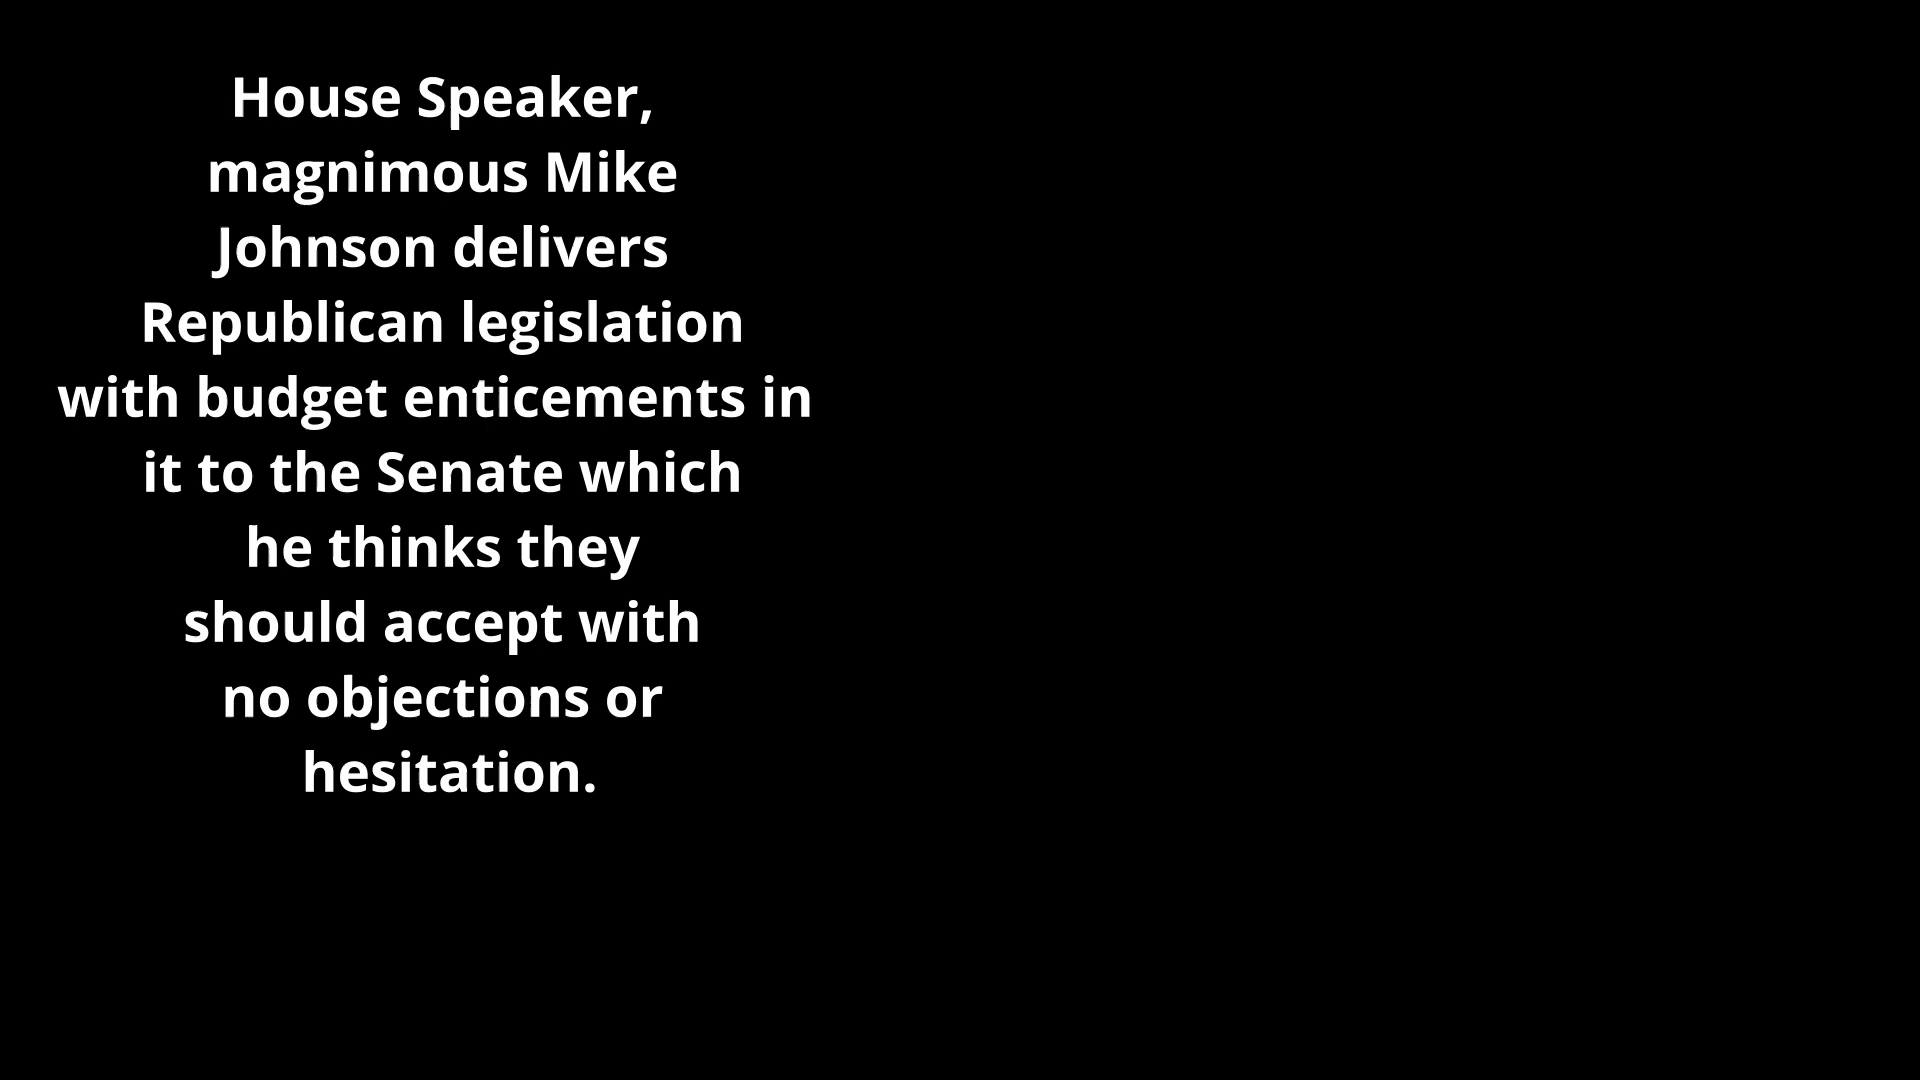 House Speaker,
magnimous Mike
Johnson delivers
Republican legislation
with budget enticements in
it to the Senate which
he thinks they
should accept with
no objections or
hesitation.